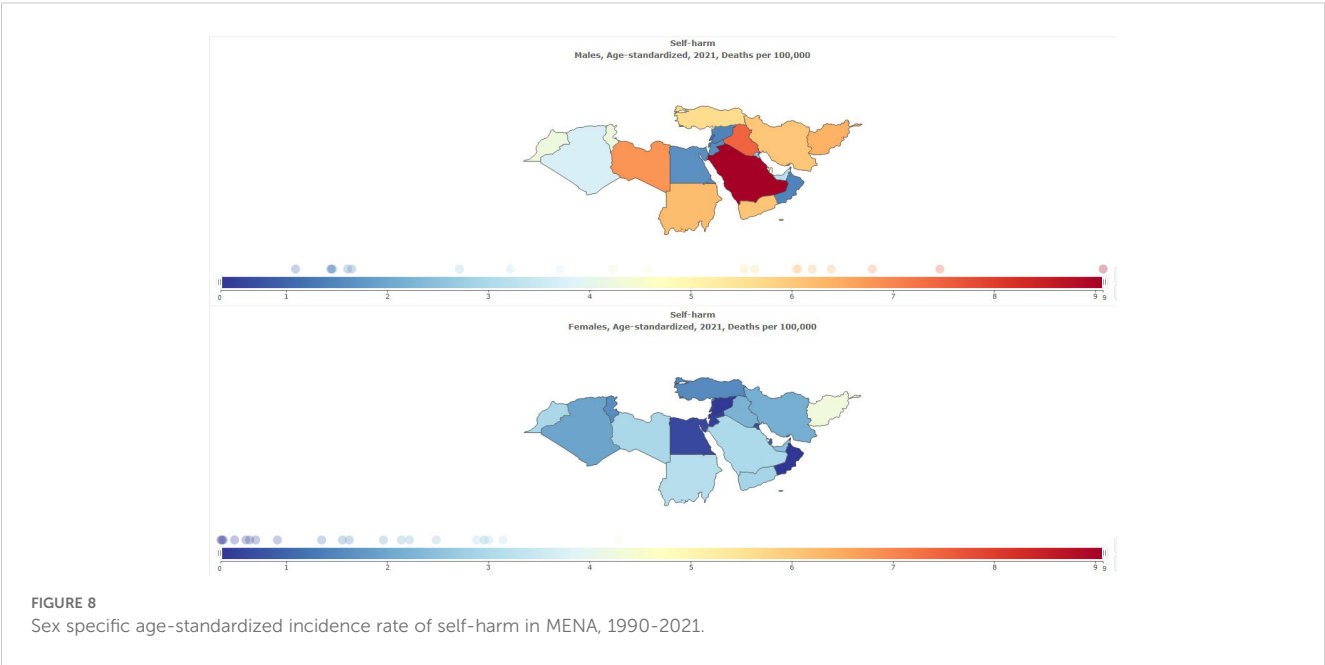 Self-harm
Males, Age-standardized, 2021, Deaths per 100,000
0 1 2 3 4 5 6 7 8 9 9
Self-harm
Females, Age-standardized, 2021, Deaths per 100,000
0 1 2 3 4 5 6 7 8 9 9
FIGURE 8
Sex specific age-standardized incidence rate of self-harm in MENA, 1990-2021.